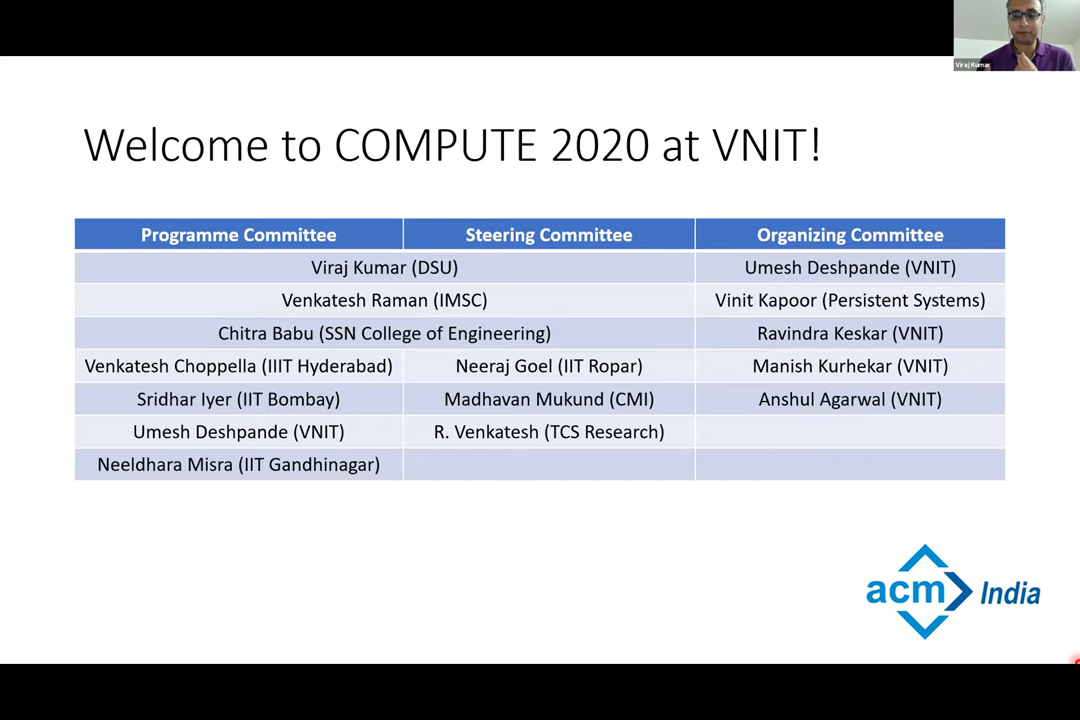 Viraj Kumar
Welcome to COMPUTE 2020 at VNIT!
Programme Committee Steering Committee Organizing Committee
Viraj Kumar (DSU) Umesh Deshpande (VNIT)
Venkatesh Raman (IMSC) Vinit Kapoor (Persistent Systems)
Chitra Babu (SSN College of Engineering) Ravindra Keskar (VNIT)
Venkatesh Choppella (IIIT Hyderabad) Neeraj Goel (IIT Ropar) Manish Kurhekar (VNIT)
Sridhar Iyer (IIT Bombay) Madhavan Mukund (CMI) Anshul Agarwal (VNIT)
Umesh Deshpande (VNIT) R. Venkatesh (TCS Research)
Neeldhara Misra (IIT Gandhinagar)
acm India